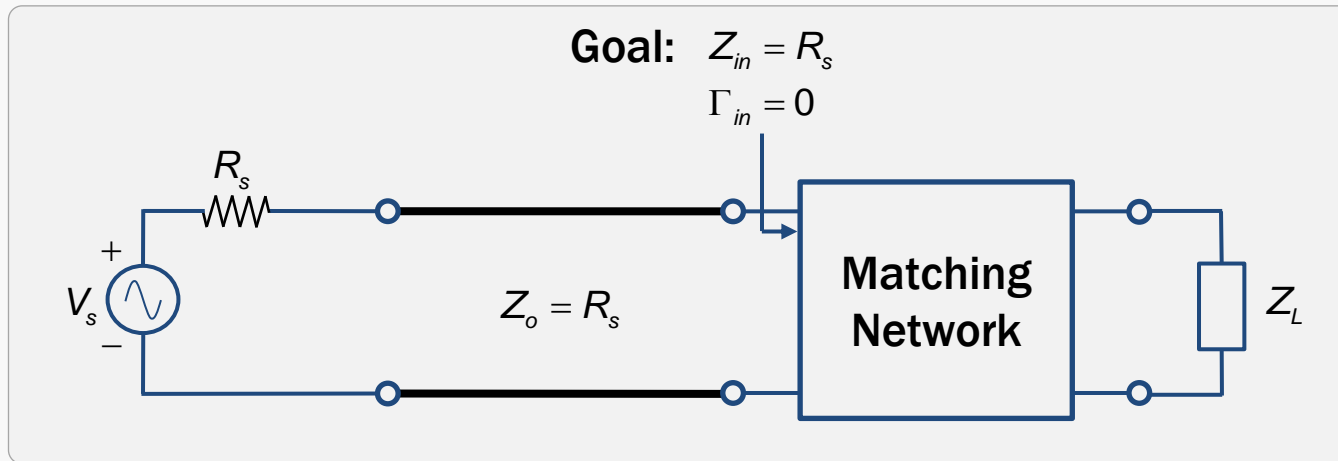 Goal: Z_in = R_s
Γ_in = 0
R_s
+
V_s
−
Z_o = R_s
Matching
Network
Z_L